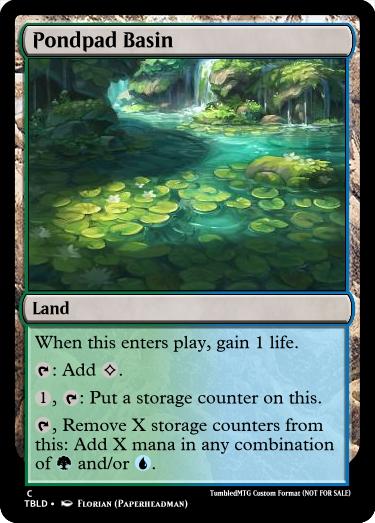 Pondpad Basin
Land
When this enters play, gain 1 life.
: Add .
1, : Put a storage counter on this.
, Remove X storage counters from
this: Add X mana in any combination
of and/or .
C
TBLD • Florian (Paperheadman)
TumbledMTG Custom Format (NOT FOR SALE)